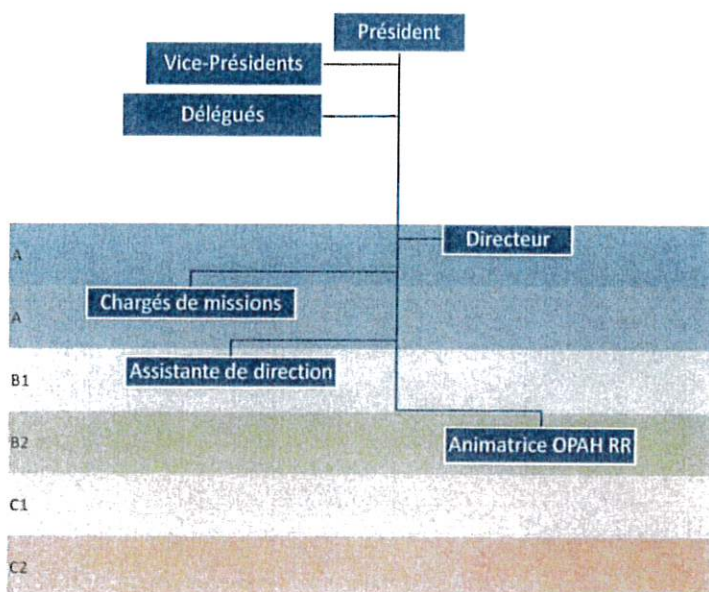 Président
Vice-Présidents
Délégués
A
Directeur
Chargés de missions
A
Assistante de direction
B1
B2
Animatrice OPAH RR
C1
C2